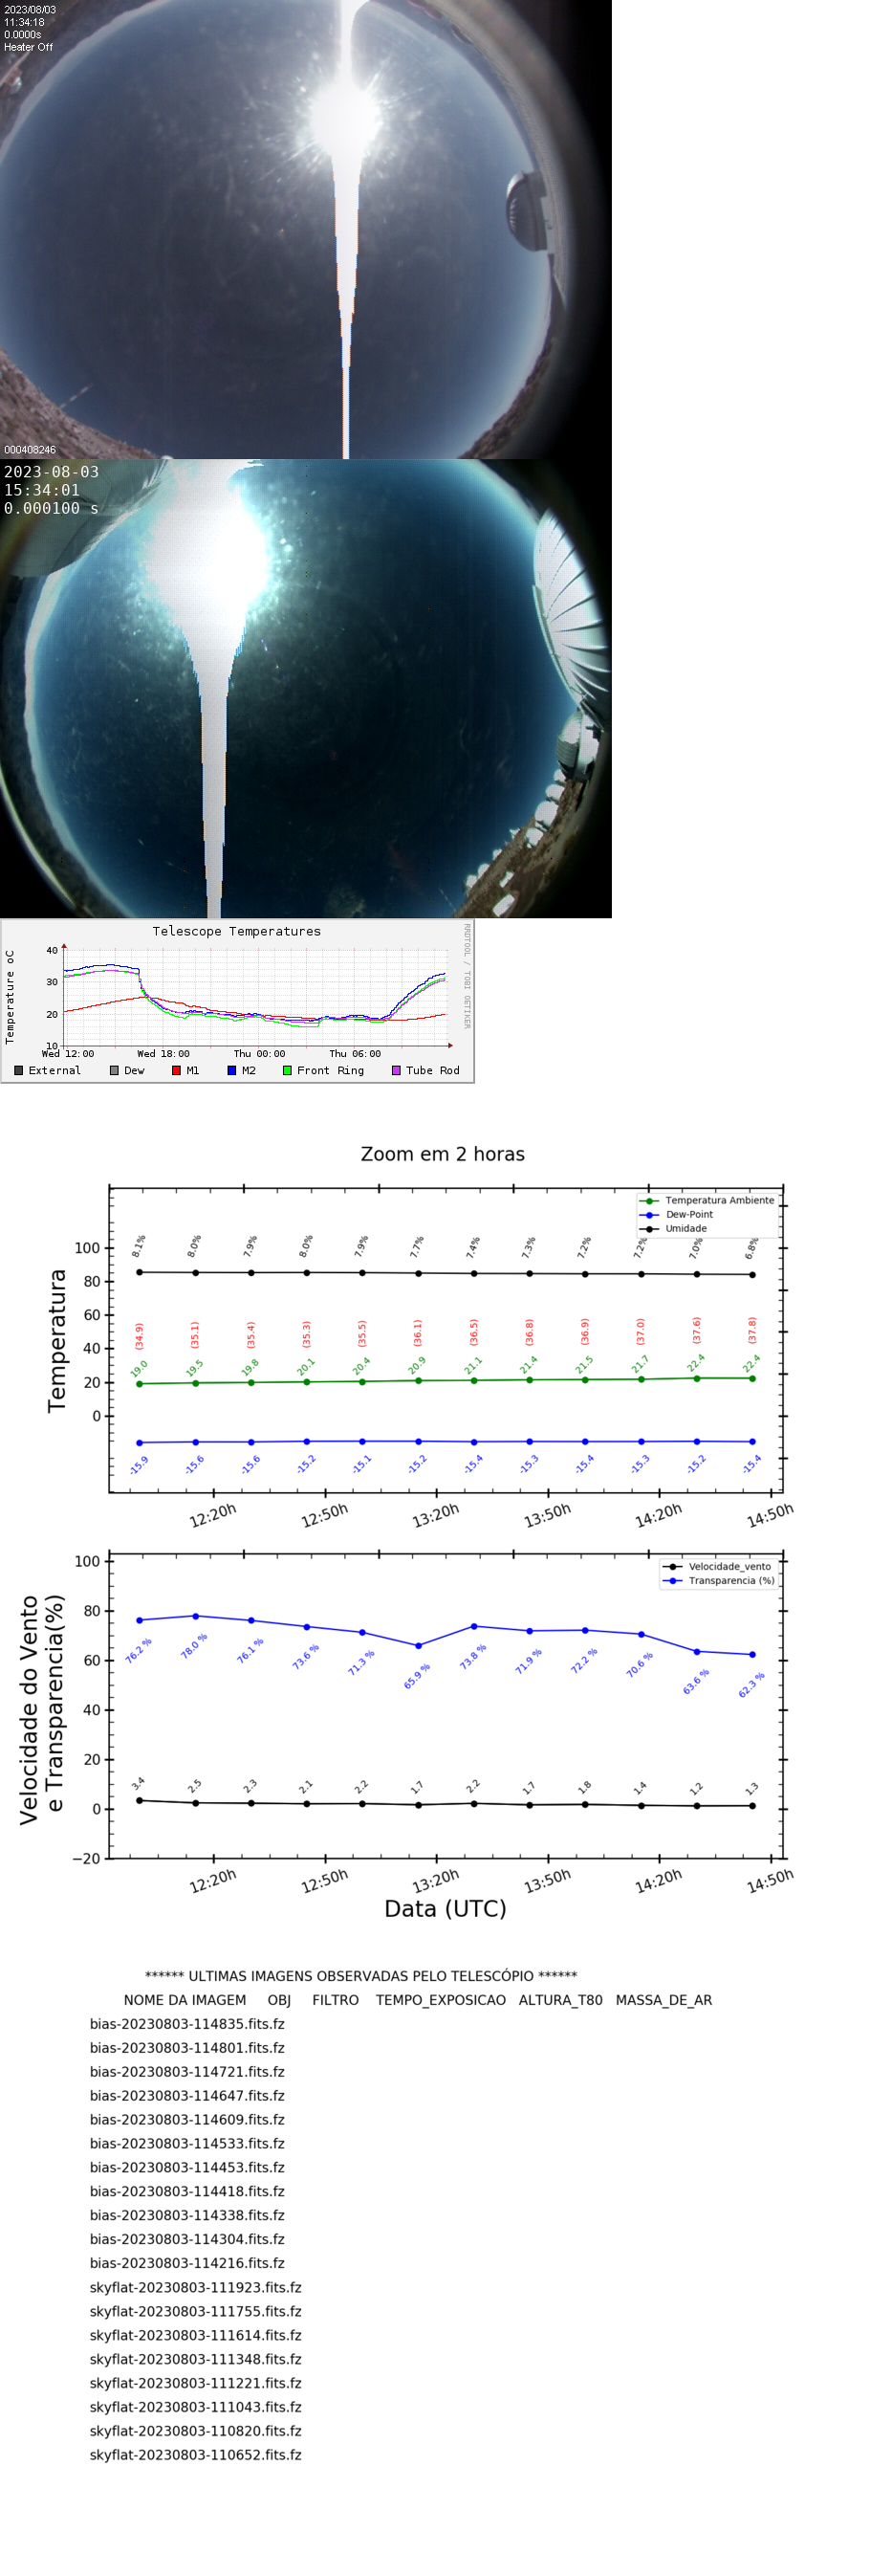 2023/08/03
11:34:18
0.0000s
Heater Off
000408246
2023-08-03
15:34:01
0.000100 s
Telescope Temperatures
RRDTOOL / TOBI OETIKER
Temperature oC
40
30
20
10
Wed 12:00 Wed 18:00 Thu 00:00 Thu 06:00
External Dew M1 M2 Front Ring Tube Rod
Zoom em 2 horas
Temperatura Ambiente
Dew-Point
Umidade
Temperatura
100
80
60
40
20
0
8.1% 8.0% 7.9% 8.0% 7.9% 7.7% 7.4% 7.3% 7.2% 7.2% 7.0% 6.8%
(34.9) (35.1) (35.4) (35.3) (35.5) (36.1) (36.5) (36.8) (36.9) (37.0) (37.6) (37.8)
19.0 19.5 19.8 20.1 20.4 20.9 21.1 21.4 21.5 21.7 22.4 22.4
-15.9 -15.6 -15.6 -15.2 -15.1 -15.2 -15.4 -15.3 -15.4 -15.3 -15.2 -15.4
12:20h 12:50h 13:20h 13:50h 14:20h 14:50h
Velocidade_vento
Transparencia (%)
Velocidade do Vento
e Transparencia(%)
100
80
60
40
20
0
−20
76.2 % 78.0 % 76.1 % 73.6 % 71.3 % 65.9 % 73.8 % 71.9 % 72.2 % 70.6 % 63.6 % 62.3 %
3.4 2.5 2.3 2.1 2.2 1.7 2.2 1.7 1.8 1.4 1.2 1.3
12:20h 12:50h 13:20h 13:50h 14:20h 14:50h
Data (UTC)
****** ULTIMAS IMAGENS OBSERVADAS PELO TELESCÓPIO ******
NOME DA IMAGEM OBJ FILTRO TEMPO_EXPOSICAO ALTURA_T80 MASSA_DE_AR
bias-20230803-114835.fits.fz
bias-20230803-114801.fits.fz
bias-20230803-114721.fits.fz
bias-20230803-114647.fits.fz
bias-20230803-114609.fits.fz
bias-20230803-114533.fits.fz
bias-20230803-114453.fits.fz
bias-20230803-114418.fits.fz
bias-20230803-114338.fits.fz
bias-20230803-114304.fits.fz
bias-20230803-114216.fits.fz
skyflat-20230803-111923.fits.fz
skyflat-20230803-111755.fits.fz
skyflat-20230803-111614.fits.fz
skyflat-20230803-111348.fits.fz
skyflat-20230803-111221.fits.fz
skyflat-20230803-111043.fits.fz
skyflat-20230803-110820.fits.fz
skyflat-20230803-110652.fits.fz